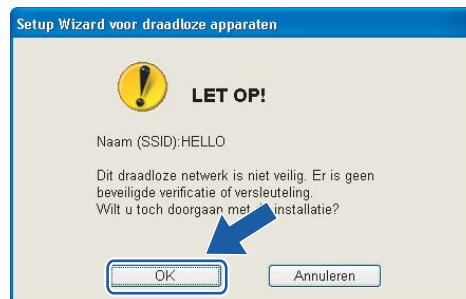 Setup Wizard voor draadloze apparaten
LET OP!
Naam (SSID):HELLO
Dit draadloze netwerk is niet veilig. Er is geen
beveiligde verificatie of versleuteling.
Wilt u toch doorgaan met installatie?
OK
Annuleren